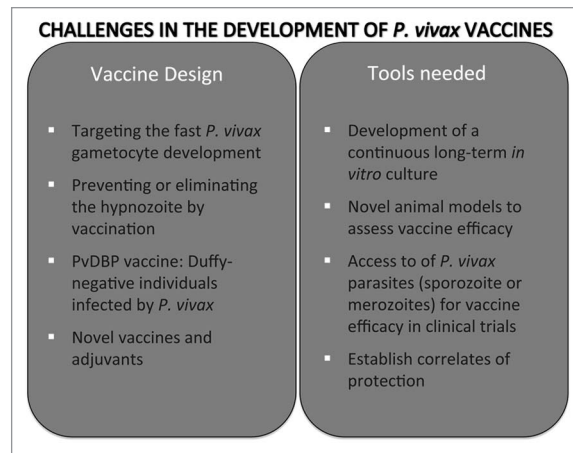 CHALLENGES IN THE DEVELOPMENT OF P. vivax VACCINES
Vaccine Design
▪ Targeting the fast P. vivax
gametocyte development
▪ Preventing or eliminating
the hypnozoite by
vaccination
▪ PvDBP vaccine: Duffy-
negative individuals
infected by P. vivax
▪ Novel vaccines and
adjuvants
Tools needed
▪ Development of a
continuous long-term in
vitro culture
▪ Novel animal models to
assess vaccine efficacy
▪ Access to of P. vivax
parasites (sporozoite or
merozoites) for vaccine
efficacy in clinical trials
▪ Establish correlates of
protection